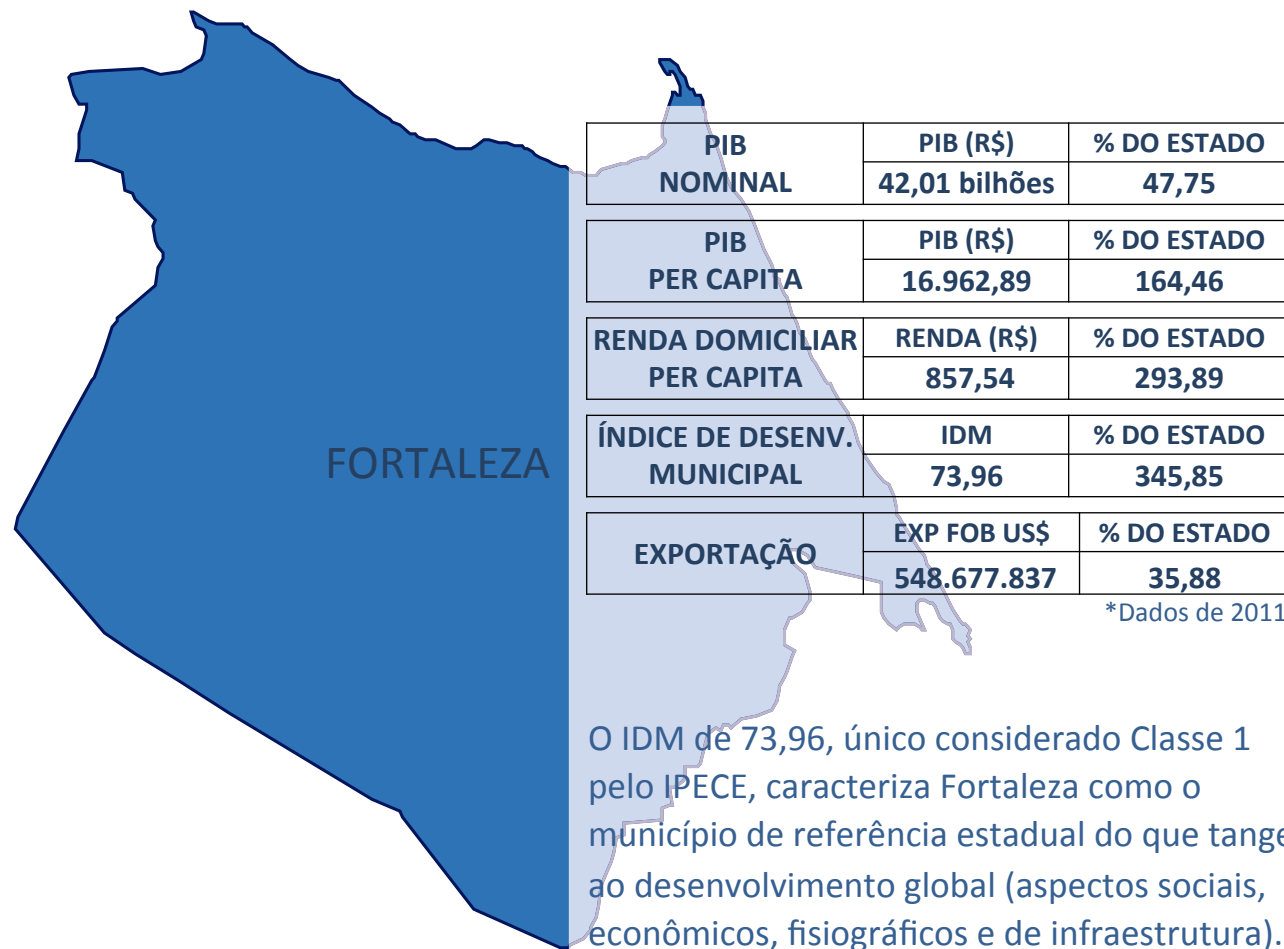 FORTALEZA
PIB NOMINAL
PIB (R$)
% DO ESTADO
42,01 bilhões
47,75
PIB PER CAPITA
PIB (R$)
% DO ESTADO
16.962,89
164,46
RENDA DOMICILIAR PER CAPITA
RENDA (R$)
% DO ESTADO
857,54
293,89
ÍNDICE DE DESENV. MUNICIPAL
IDM
% DO ESTADO
73,96
345,85
EXPORTAÇÃO
EXP FOB US$
% DO ESTADO
548.677.837
35,88
*Dados de 2011
O IDM de 73,96, único considerado Classe 1
pelo IPECE, caracteriza Fortaleza como o
município de referência estadual do que tange
ao desenvolvimento global (aspectos sociais,
econômicos, fisiográficos e de infraestrutura).